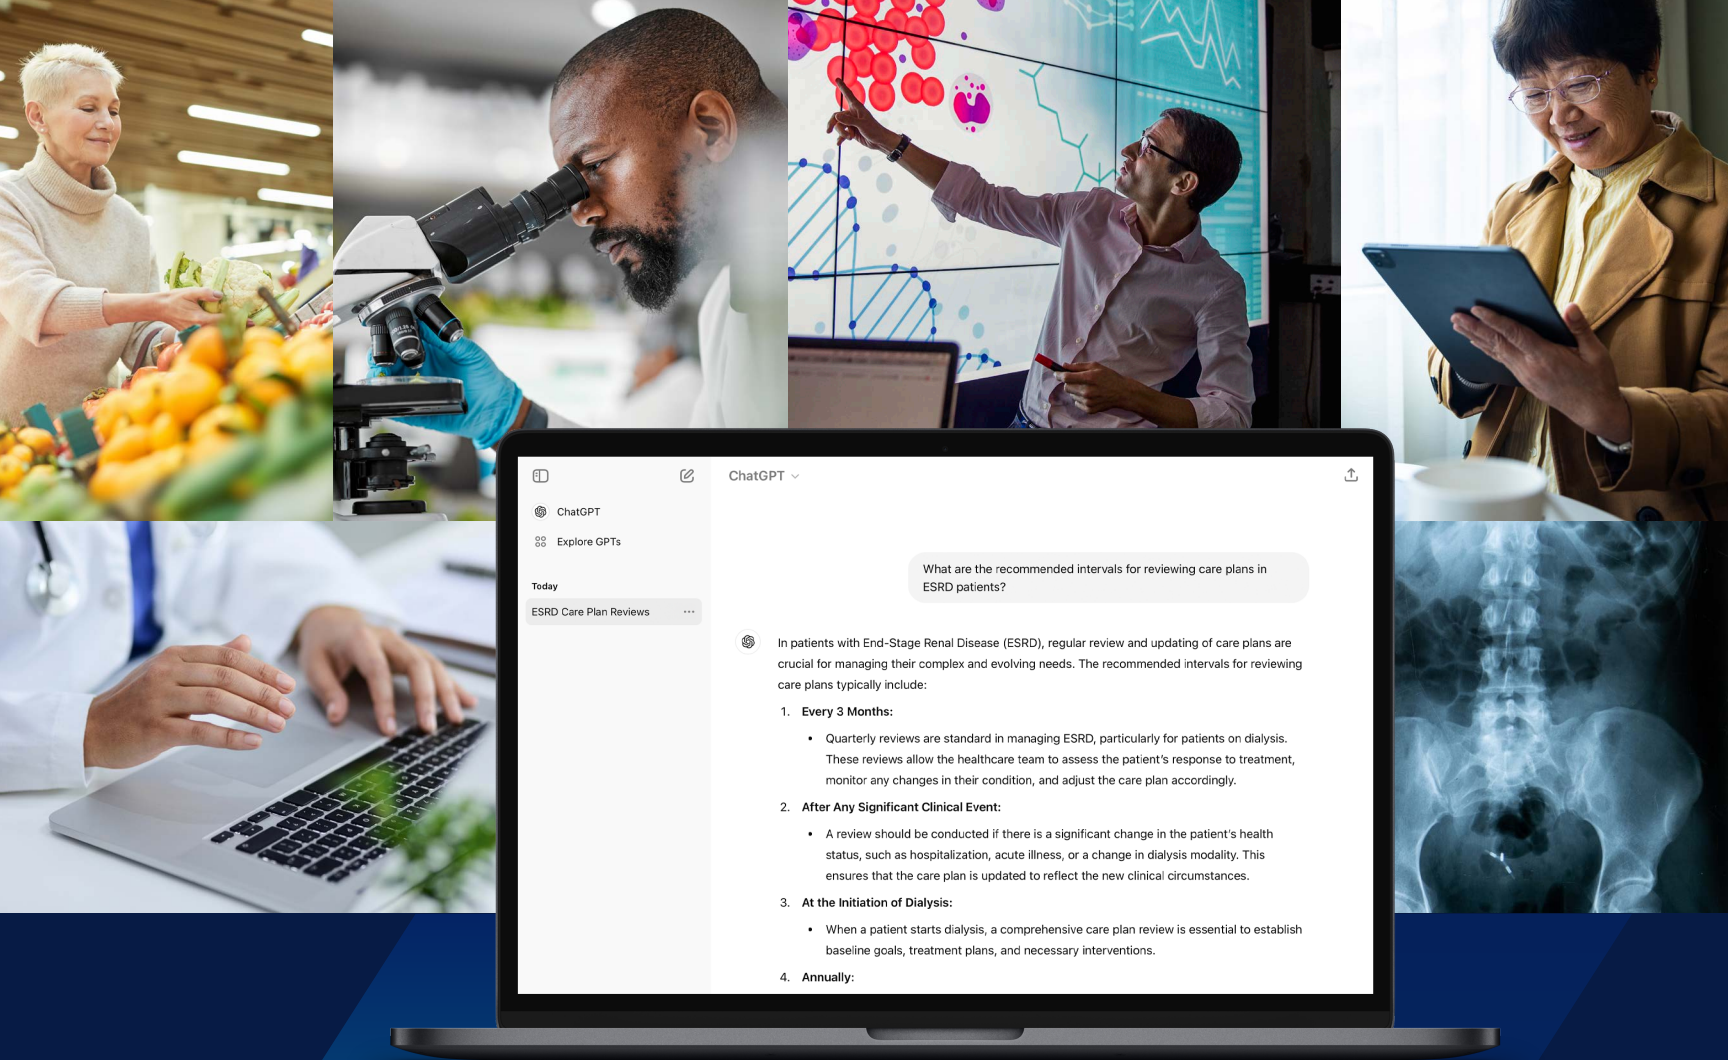 ChatGPT
ChatGPT
Explore GPTs
Today
ESRD Care Plan Reviews
What are the recommended intervals for reviewing care plans in
ESRD patients?
In patients with End-Stage Renal Disease (ESRD), regular review and updating of care plans are
crucial for managing their complex and evolving needs. The recommended intervals for reviewing
care plans typically include:
1. Every 3 Months:
• Quarterly reviews are standard in managing ESRD, particularly for patients on dialysis.
These reviews allow the healthcare team to assess the patient's response to treatment,
monitor any changes in their condition, and adjust the care plan accordingly.
2. After Any Significant Clinical Event:
• A review should be conducted if there is a significant change in the patient's health
status, such as hospitalization, acute illness, or a change in dialysis modality. This
ensures that the care plan is updated to reflect the new clinical circumstances.
3. At the Initiation of Dialysis:
• When a patient starts dialysis, a comprehensive care plan review is essential to establish
baseline goals, treatment plans, and necessary interventions.
4. Annually: